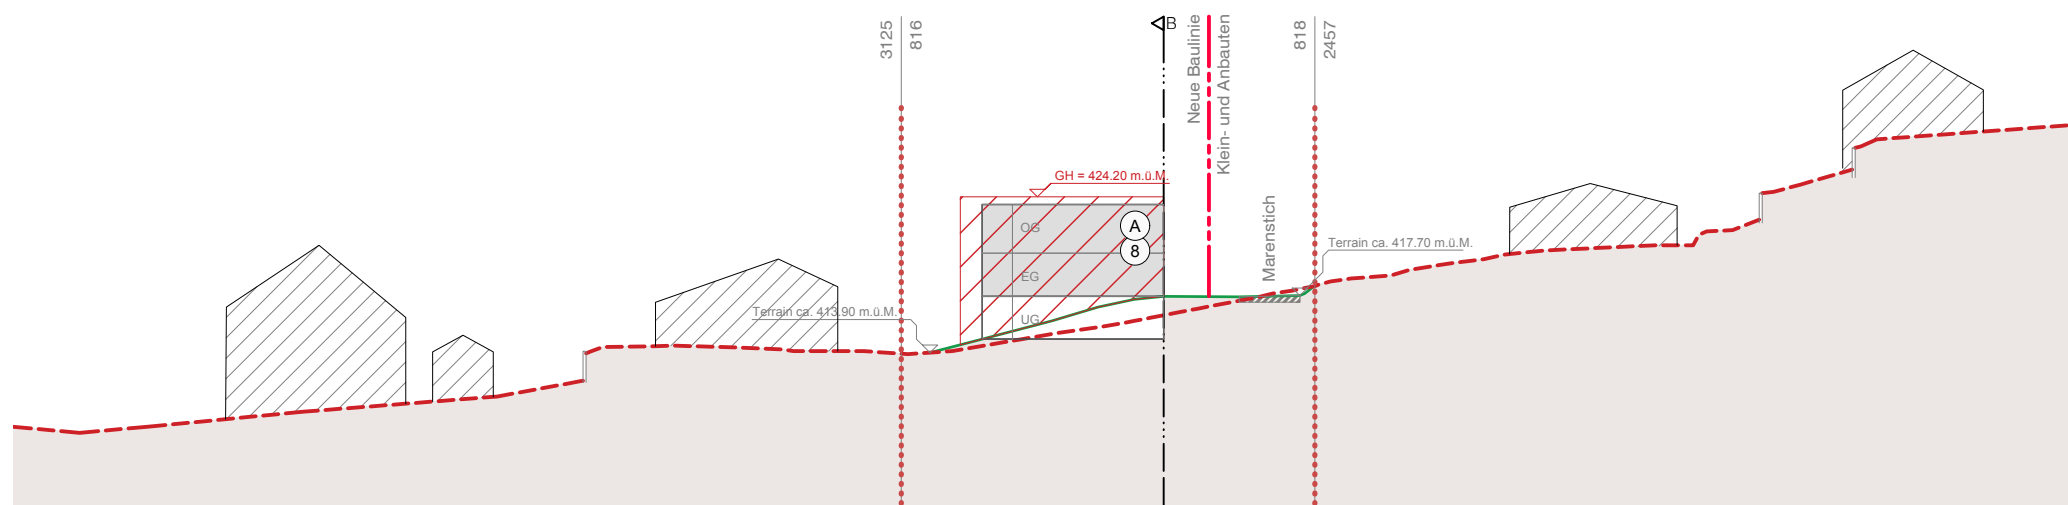 3125
816
B
Neue Baulinie
Klein- und Anbauten
818
2457
GH = 424.20 m.ü.M.
Marenstich
OG
A
8
EG
UG
Terrain ca. 413.90 m.ü.M.
Terrain ca. 417.70 m.ü.M.